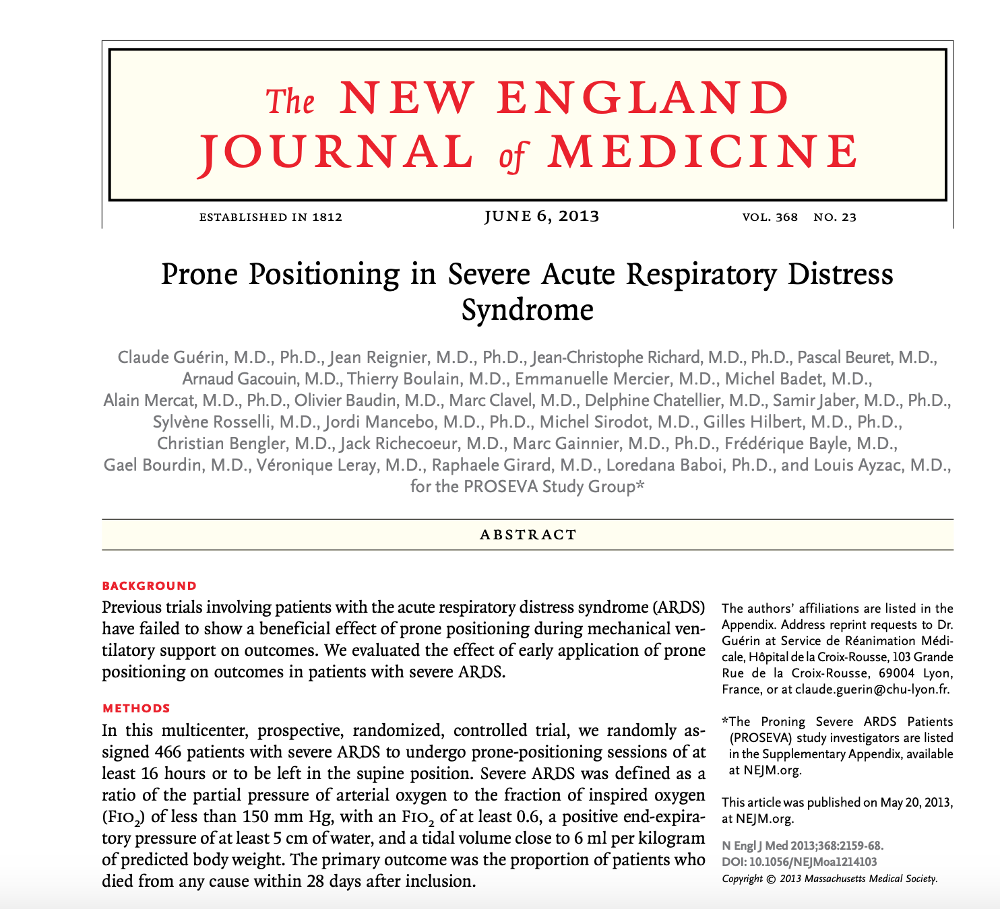 The NEW ENGLAND
JOURNAL of MEDICINE
ESTABLISHED IN 1812
JUNE 6, 2013
VOL. 368 NO. 23
Prone Positioning in Severe Acute Respiratory Distress
Syndrome
Claude Guérin, M.D., Ph.D., Jean Reignier, M.D., Ph.D., Jean-Christophe Richard, M.D., Ph.D., Pascal Beuret, M.D.,
Arnaud Gacouin, M.D., Thierry Boulain, M.D., Emmanuelle Mercier, M.D., Michel Badet, M.D.,
Alain Mercat, M.D., Ph.D., Olivier Baudin, M.D., Marc Clavel, M.D., Delphine Chatellier, M.D., Samir Jaber, M.D., Ph.D.,
Sylvène Rosselli, M.D., Jordi Mancebo, M.D., Ph.D., Michel Sirodot, M.D., Gilles Hilbert, M.D., Ph.D.,
Christian Bengler, M.D., Jack Richecoeur, M.D., Marc Gainnier, M.D., Ph.D., Frédérique Bayle, M.D.,
Gael Bourdin, M.D., Véronique Leray, M.D., Raphaele Girard, M.D., Loredana Baboi, Ph.D., and Louis Ayzac, M.D.,
for the PROSEVA Study Group*
ABSTRACT
BACKGROUND
Previous trials involving patients with the acute respiratory distress syndrome (ARDS)
have failed to show a beneficial effect of prone positioning during mechanical ven-
tilatory support on outcomes. We evaluated the effect of early application of prone
positioning on outcomes in patients with severe ARDS.
METHODS
In this multicenter, prospective, randomized, controlled trial, we randomly as-
signed 466 patients with severe ARDS to undergo prone-positioning sessions of at
least 16 hours or to be left in the supine position. Severe ARDS was defined as a
ratio of the partial pressure of arterial oxygen to the fraction of inspired oxygen
(FIO2) of less than 150 mm Hg, with an FIO2 of at least 0.6, a positive end-expira-
tory pressure of at least 5 cm of water, and a tidal volume close to 6 ml per kilogram
of predicted body weight. The primary outcome was the proportion of patients who
died from any cause within 28 days after inclusion.
The authors' affiliations are listed in the
Appendix. Address reprint requests to Dr.
Guérin at Service de Réanimation Médi-
cale, Hôpital de la Croix-Rousse, 103 Grande
Rue de la Croix-Rousse, 69004 Lyon,
France, or at claude.guerin@chu-lyon.fr.
*The Proning Severe ARDS Patients
(PROSEVA) study investigators are listed
in the Supplementary Appendix, available
at NEJM.org.
This article was published on May 20, 2013,
at NEJM.org.
N Engl J Med 2013;368:2159-68.
DOI: 10.1056/NEJMoa1214103
Copyright © 2013 Massachusetts Medical Society.